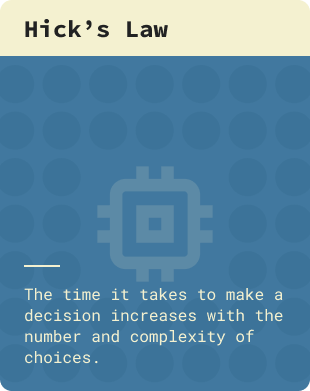 Hick’s Law
The time it takes to make a
decision increases with the
number and complexity of
choices.